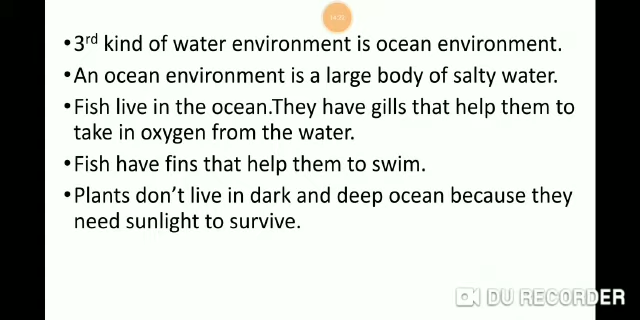 •3rd kind of water environment is ocean environment.
•An ocean environment is a large body of salty water.
•Fish live in the ocean.They have gills that help them to
take in oxygen from the water.
•Fish have fins that help them to swim.
•Plants don't live in dark and deep ocean because they
need sunlight to survive.
DU RECORDER